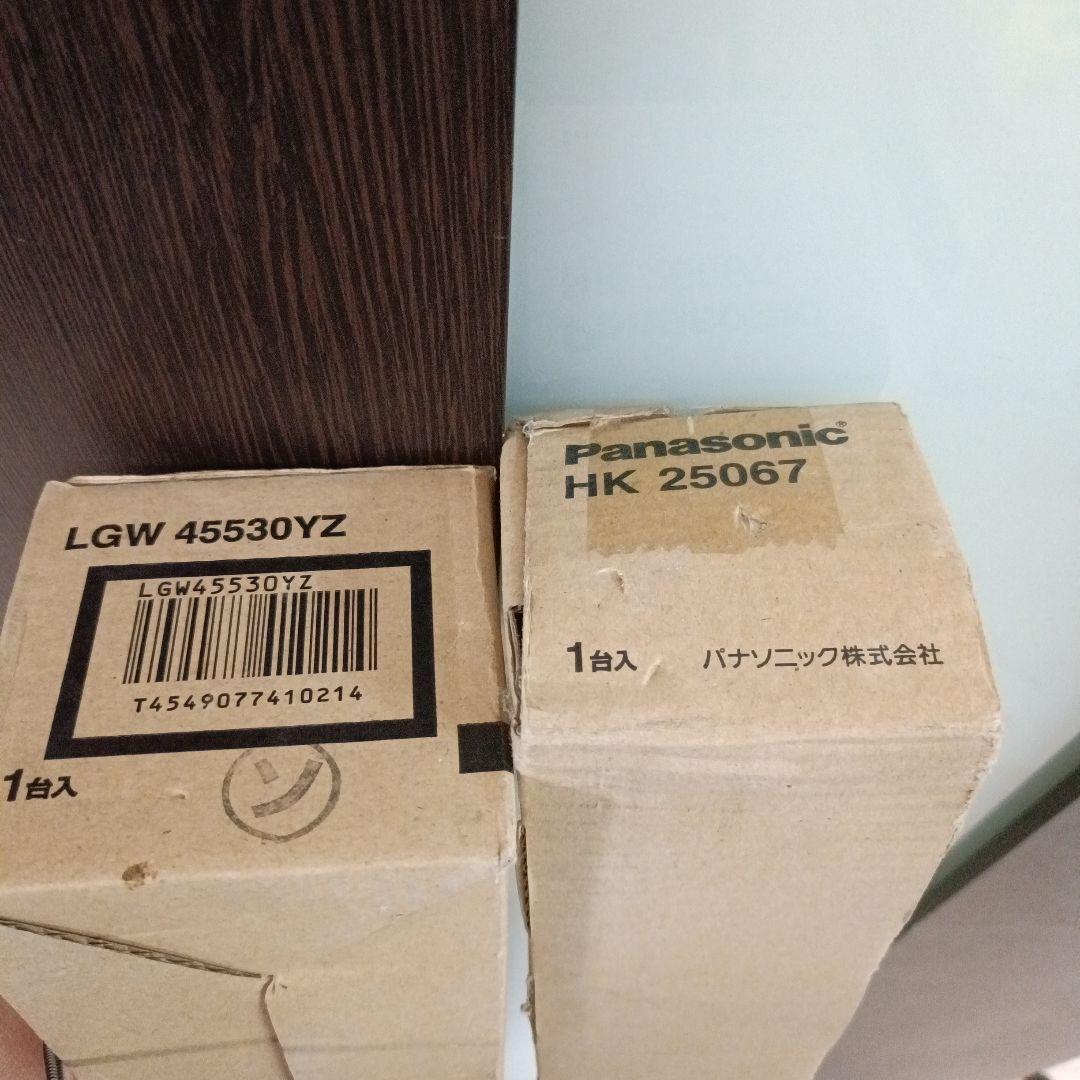 LGW 45530YZ
LGW45530YZ
T4549077410214
1台入
ソ
Panasonic®
HK 25067
1台入 パナソニック株式会社